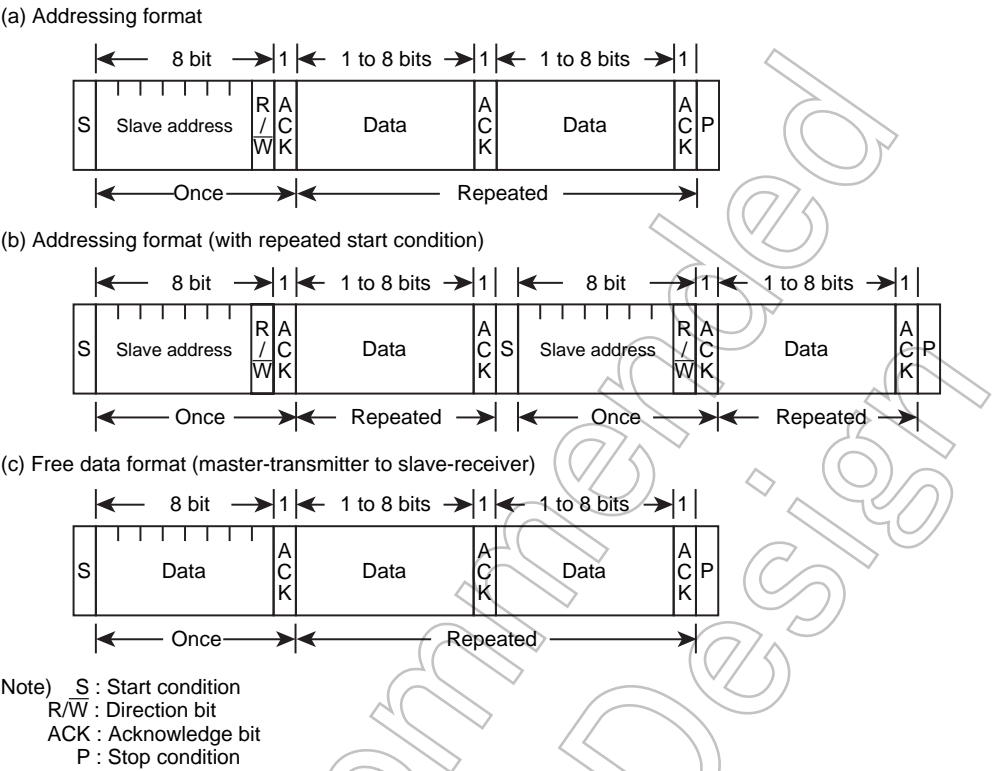 (a) Addressing format
8 bit 1 1 to 8 bits 1 1 to 8 bits 1
S Slave address R/W̅ ACK Data ACK Data ACK P
Once Repeated
(b) Addressing format (with repeated start condition)
8 bit 1 1 to 8 bits 1 8 bit 1 1 to 8 bits 1
S Slave address R/W̅ ACK Data ACK S Slave address R/W̅ ACK Data ACK P
Once Repeated Once Repeated
(c) Free data format (master-transmitter to slave-receiver)
8 bit 1 1 to 8 bits 1 1 to 8 bits 1
S Data ACK Data ACK Data ACK P
Once Repeated
Note) S : Start condition
R/W̅ : Direction bit
ACK : Acknowledge bit
P : Stop condition
ommended
Design